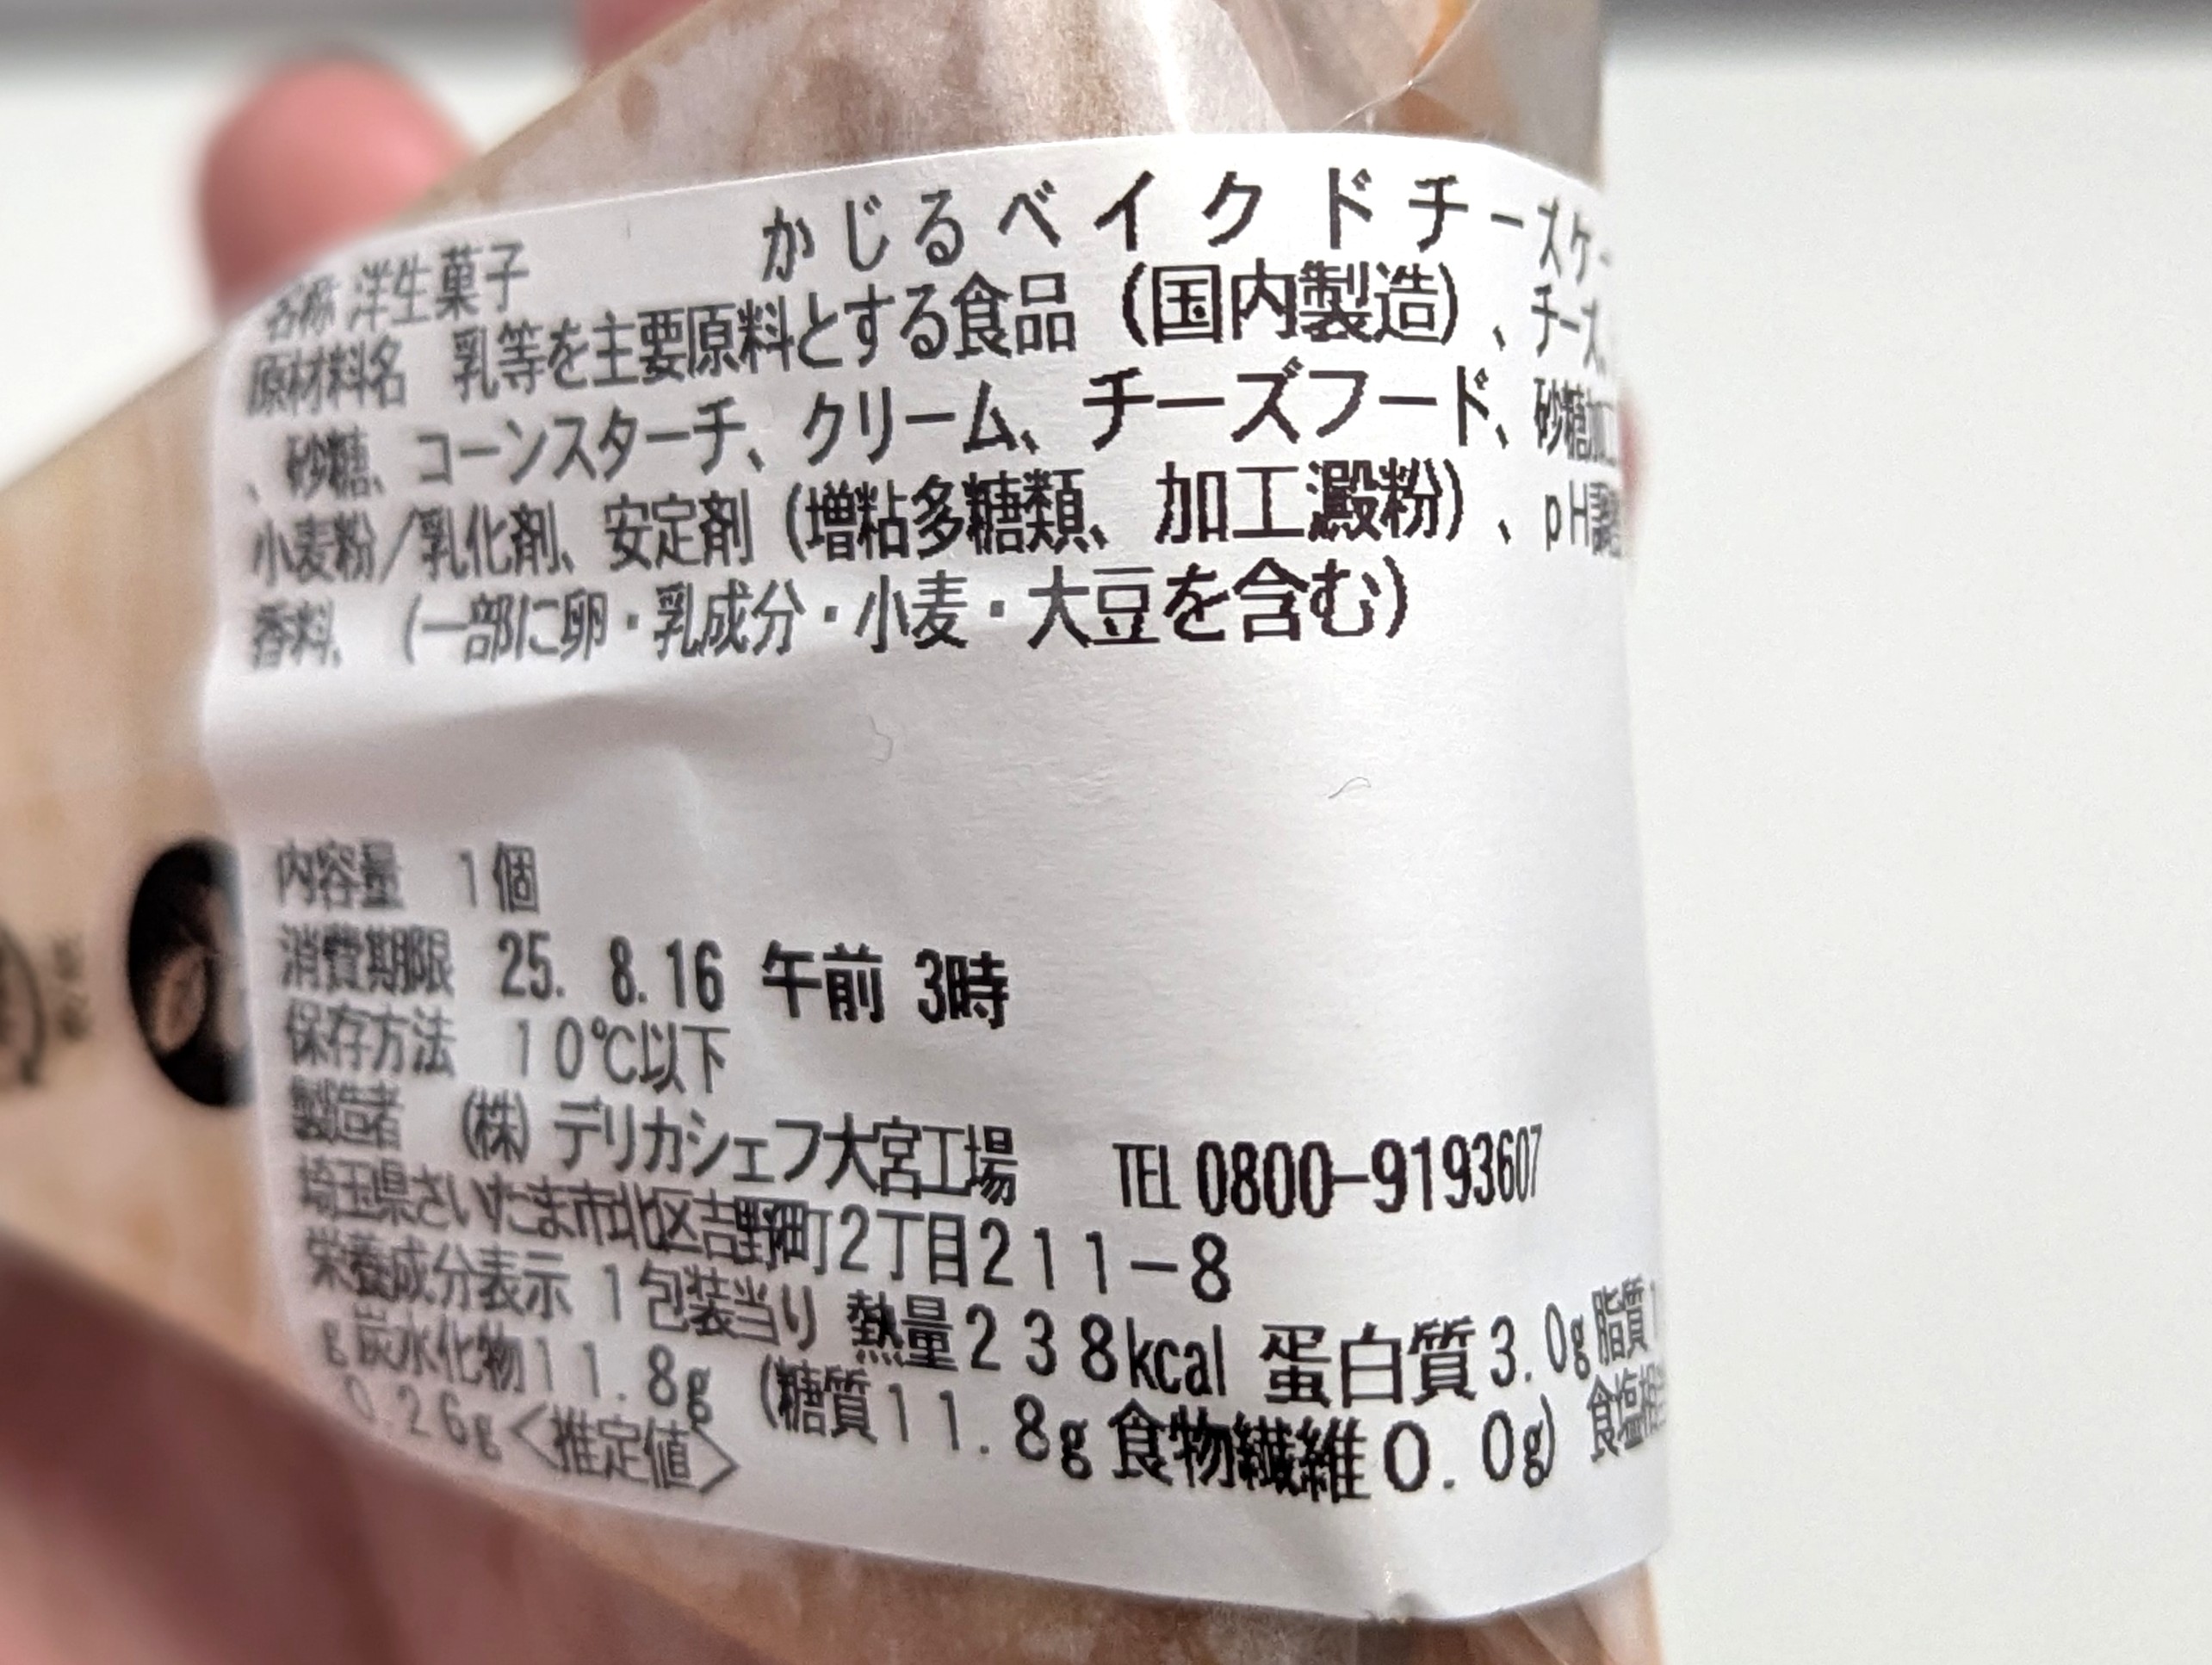 かじるベイクドチーズケー
名称 洋生菓子
原材料名 乳等を主要原料とする食品（国内製造）、チーズ、
、砂糖、コーンスターチ、クリーム、チーズフード、砂糖加工
小麦粉／乳化剤、安定剤（増粘多糖類、加工澱粉）、pH調
香料、（一部に卵・乳成分・小麦・大豆を含む）
内容量 1個
消費期限 25. 8.16 午前 3時
保存方法 10℃以下
製造者 （株）デリカシェフ大宮工場 TEL 0800-9193607
埼玉県さいたま市北区吉野町2丁目211-8
栄養成分表示 1包装当り 熱量238kcal 蛋白質3.0g 脂質
g 炭水化物11.8g（糖質11.8g 食物繊維0.0g） 食塩相
0.26g＜推定値＞